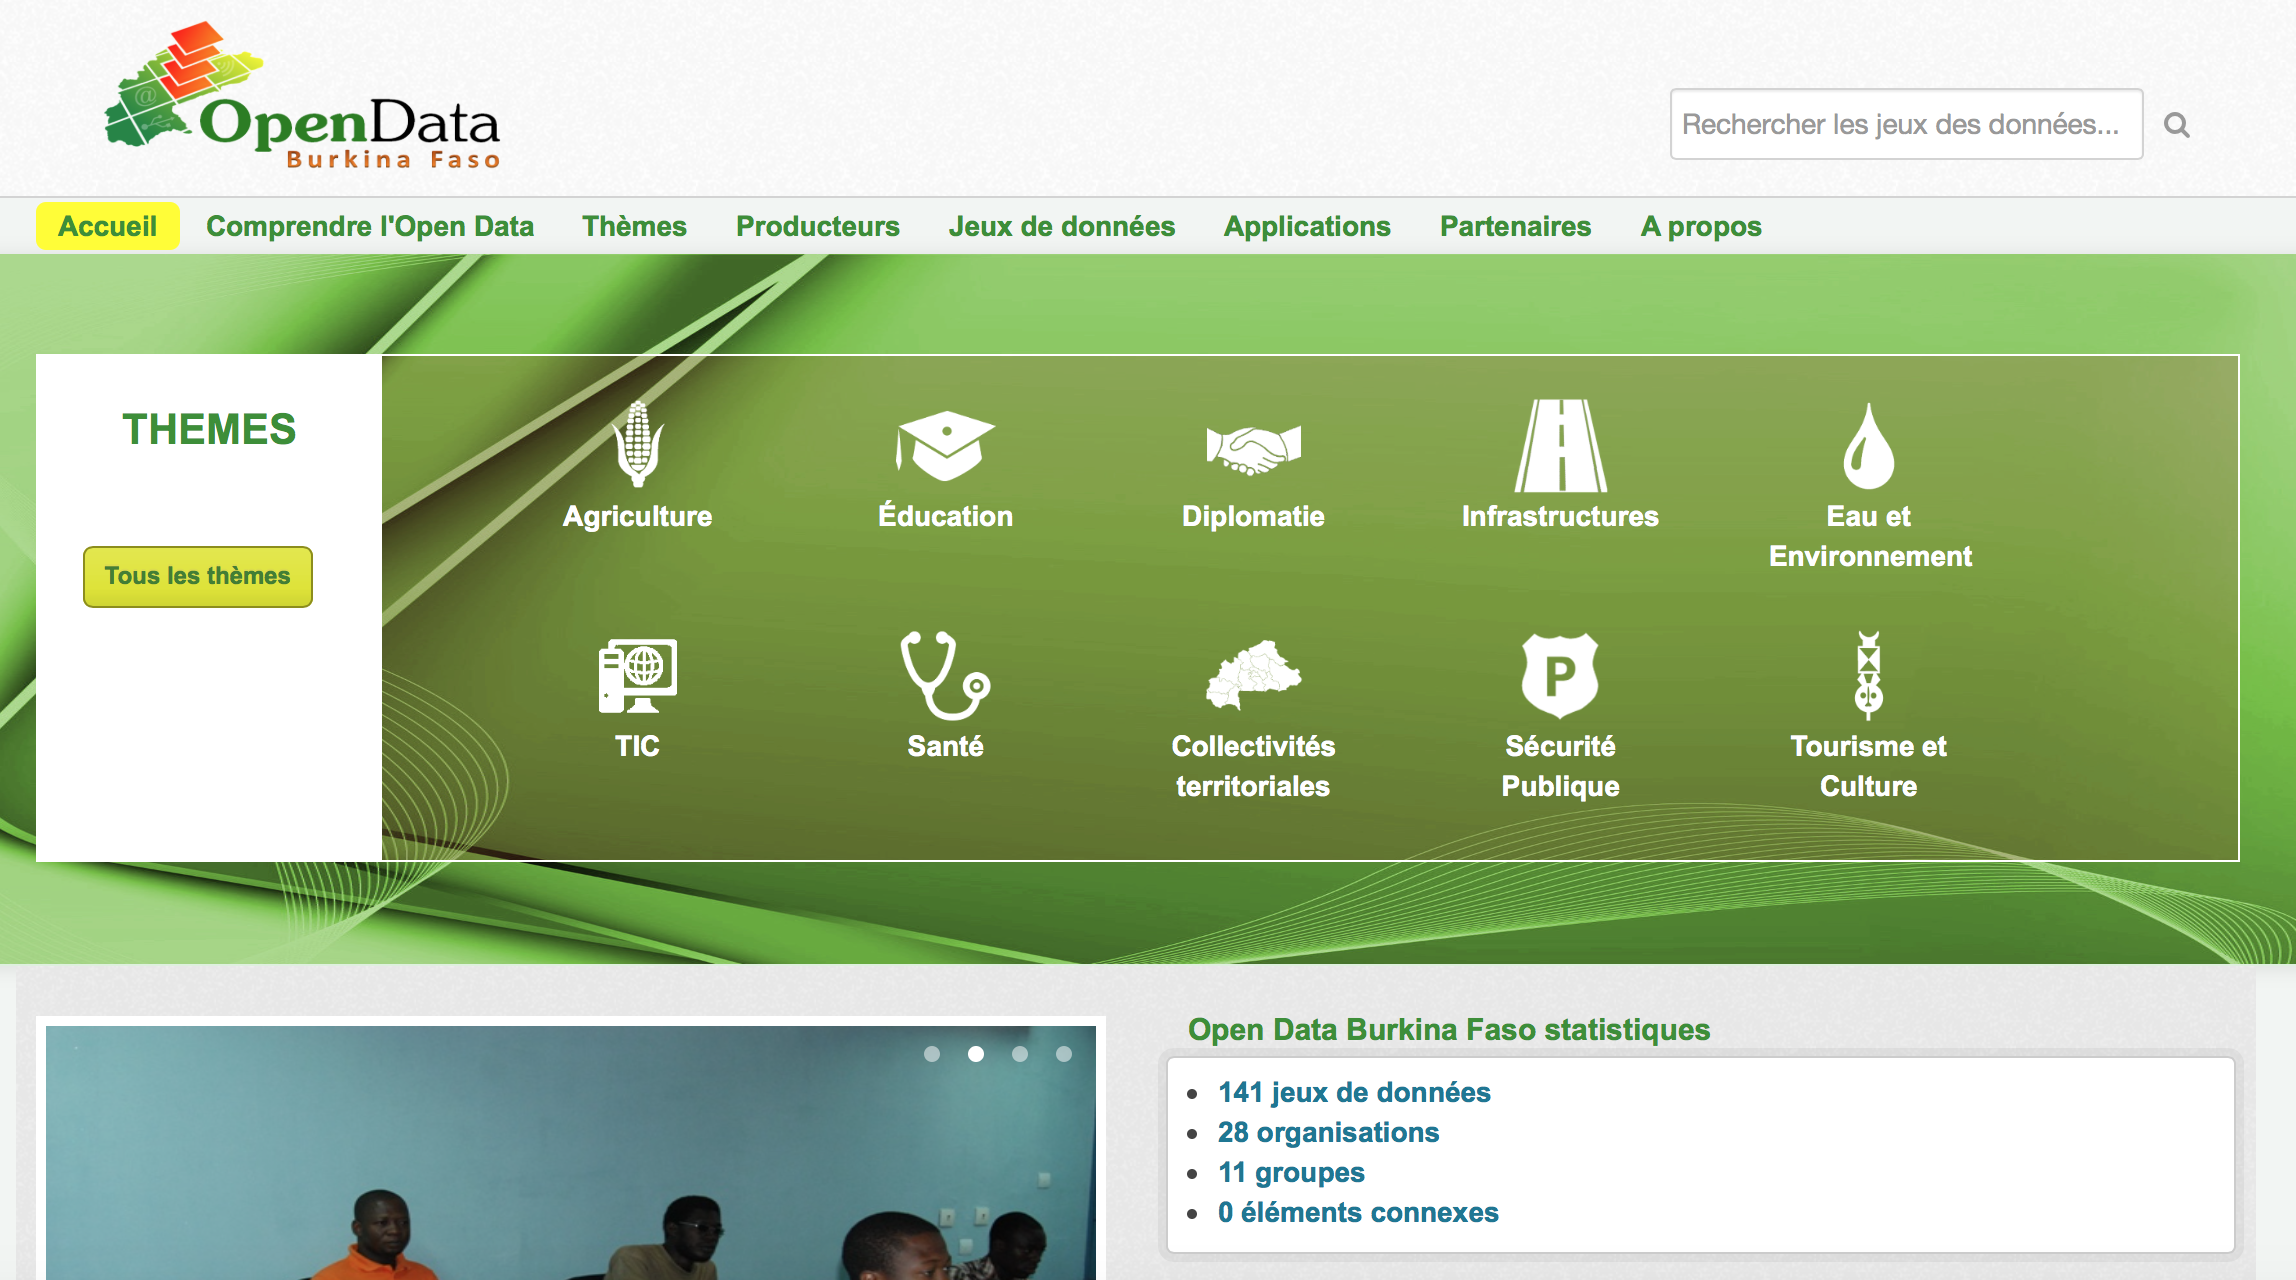 OpenData
Burkina Faso
Rechercher les jeux des données...
Accueil Comprendre l'Open Data Thèmes Producteurs Jeux de données Applications Partenaires A propos
THEMES
Tous les thèmes
Agriculture
Éducation
Diplomatie
Infrastructures
Eau et
Environnement
TIC
Santé
Collectivités
territoriales
P
Sécurité
Publique
Tourisme et
Culture
Open Data Burkina Faso statistiques
141 jeux de données
28 organisations
11 groupes
0 éléments connexes